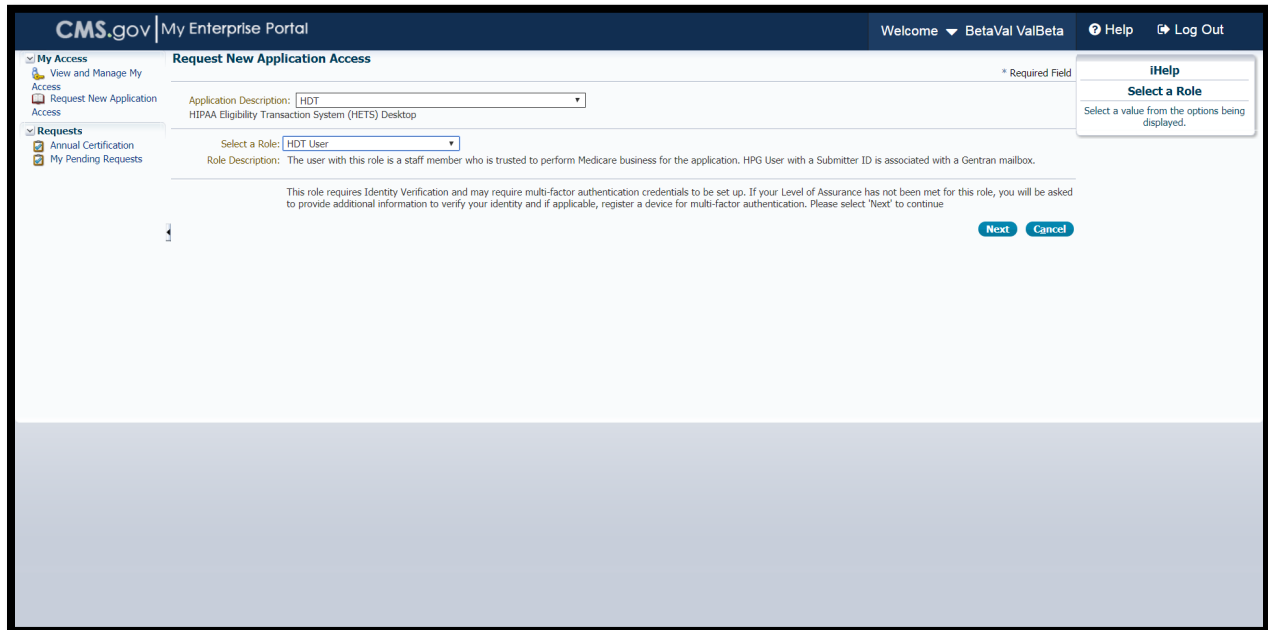 CMS.gov My Enterprise Portal
Welcome BetaVal ValBeta Help Log Out
My Access
View and Manage My
Access
Request New Application
Access
Requests
Annual Certification
My Pending Requests
Request New Application Access
* Required Field
Application Description: HDT
HIPAA Eligibility Transaction System (HETS) Desktop
Select a Role: HDT User
Role Description: The user with this role is a staff member who is trusted to perform Medicare business for the application. HPG User with a Submitter ID is associated with a Gentran mailbox.
This role requires Identity Verification and may require multi-factor authentication credentials to be set up. If your Level of Assurance has not been met for this role, you will be asked
to provide additional information to verify your identity and if applicable, register a device for multi-factor authentication. Please select 'Next' to continue
Next Cancel
iHelp
Select a Role
Select a value from the options being
displayed.